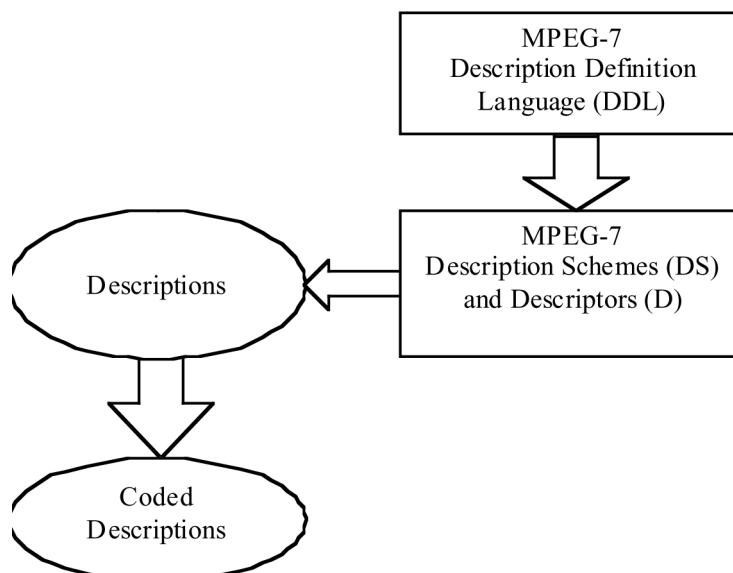 MPEG-7
Description Definition
Language (DDL)
MPEG-7
Description Schemes (DS)
and Descriptors (D)
Descriptions
Coded
Descriptions